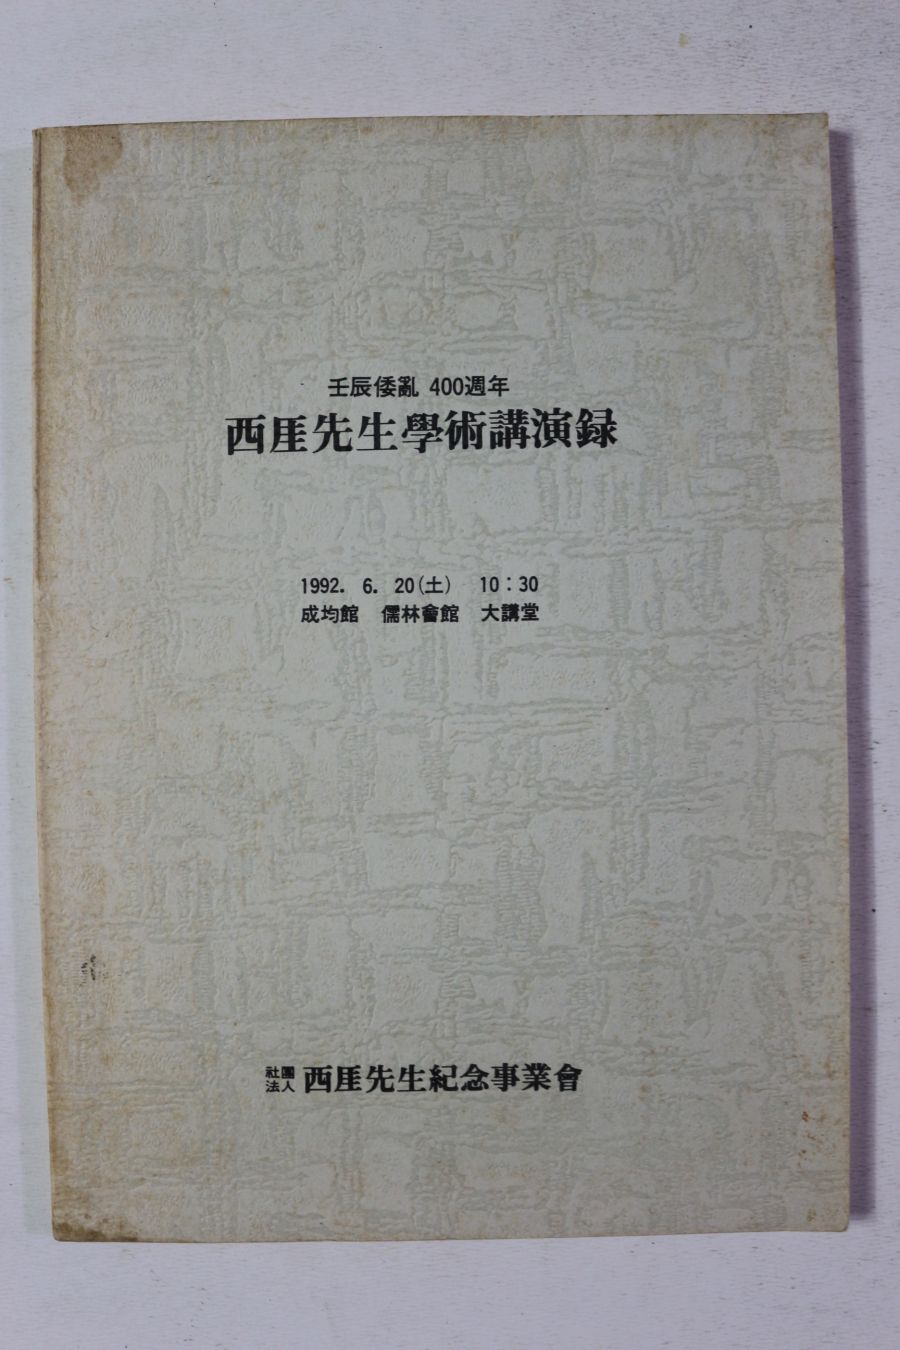 壬辰倭亂 400週年
西厓先生學術講演録
1992. 6. 20(土) 10:30
成均館 儒林會館 大講堂
社團法人 西厓先生紀念事業會